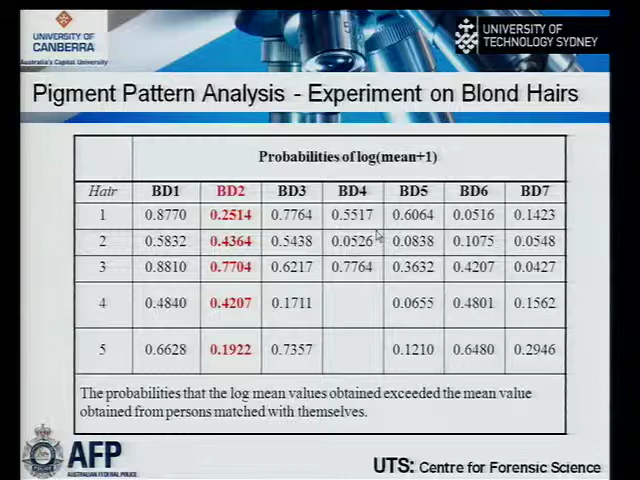 UNIVERSITY OF
CANBERRA
Australia's Capital University
UNIVERSITY OF
TECHNOLOGY SYDNEY
Pigment Pattern Analysis - Experiment on Blond Hairs
Probabilities of log(mean+1)
Hair BD1 BD2 BD3 BD4 BD5 BD6 BD7
1 0.8770 0.2514 0.7764 0.5517 0.6064 0.0516 0.1423
2 0.5832 0.4364 0.5438 0.0526 0.0838 0.1075 0.0548
3 0.8810 0.7704 0.6217 0.7764 0.3632 0.4207 0.0427
4 0.4840 0.4207 0.1711 0.0655 0.4801 0.1562
5 0.6628 0.1922 0.7357 0.1210 0.6480 0.2946
The probabilities that the log mean values obtained exceeded the mean value
obtained from persons matched with themselves.
AFP
AUSTRALIAN FEDERAL POLICE
UTS: Centre for Forensic Science